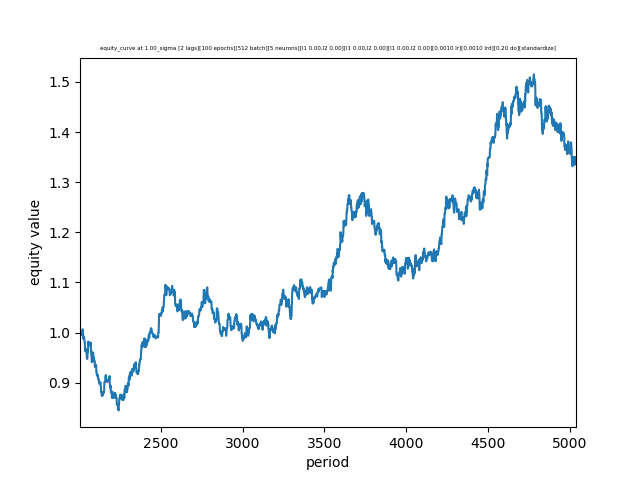 equity_curve at 1.00_sigma [2 lags][100 epochs][512 batch][5 neurons][l1 0.00,l2 0.00][l1 0.00,l2 0.00][l1 0.00,l2 0.00][0.0010 lr][0.0010 lrd][0.20 do][standardize]
1.5
1.4
1.3
1.2
1.1
1.0
0.9
equity value
2500 3000 3500 4000 4500 5000
period